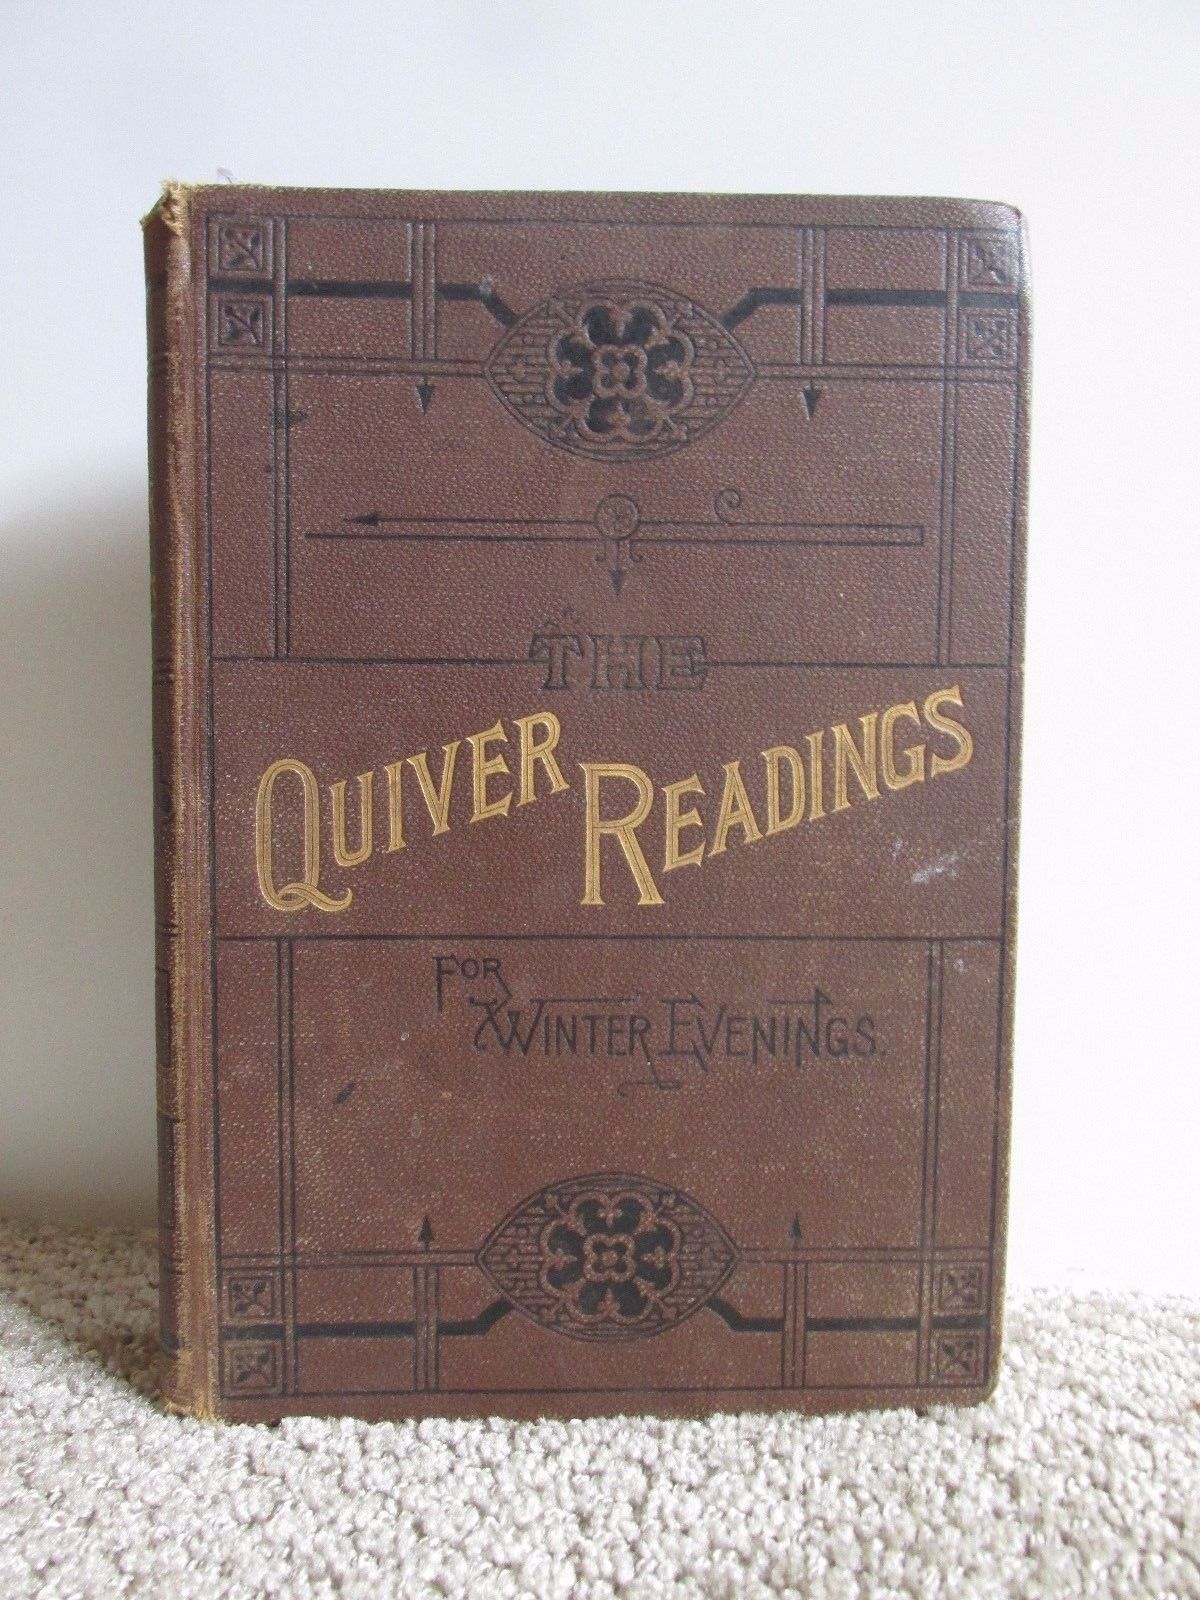 THE
QUIVER READINGS
FOR
WINTER EVENINGS.